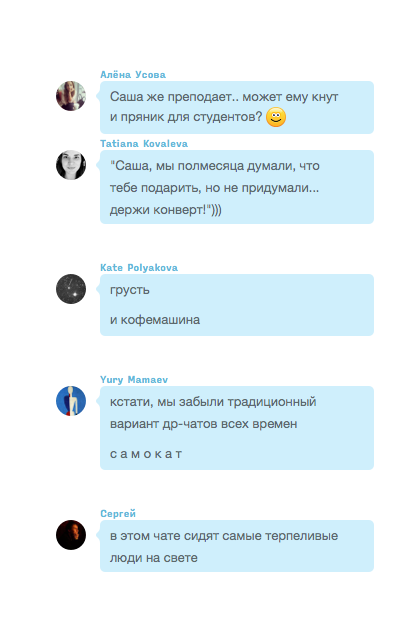 Алёна Усова
Саша же преподает.. может ему кнут
и пряник для студентов?
Tatiana Kovaleva
"Саша, мы полмесяца думали, что
тебе подарить, но не придумали...
держи конверт!")))
Kate Polyakova
грусть
и кофемашина
Yury Mamaev
кстати, мы забыли традиционный
вариант др-чатов всех времен
с а м о к а т
Сергей
в этом чате сидят самые терпеливые
люди на свете